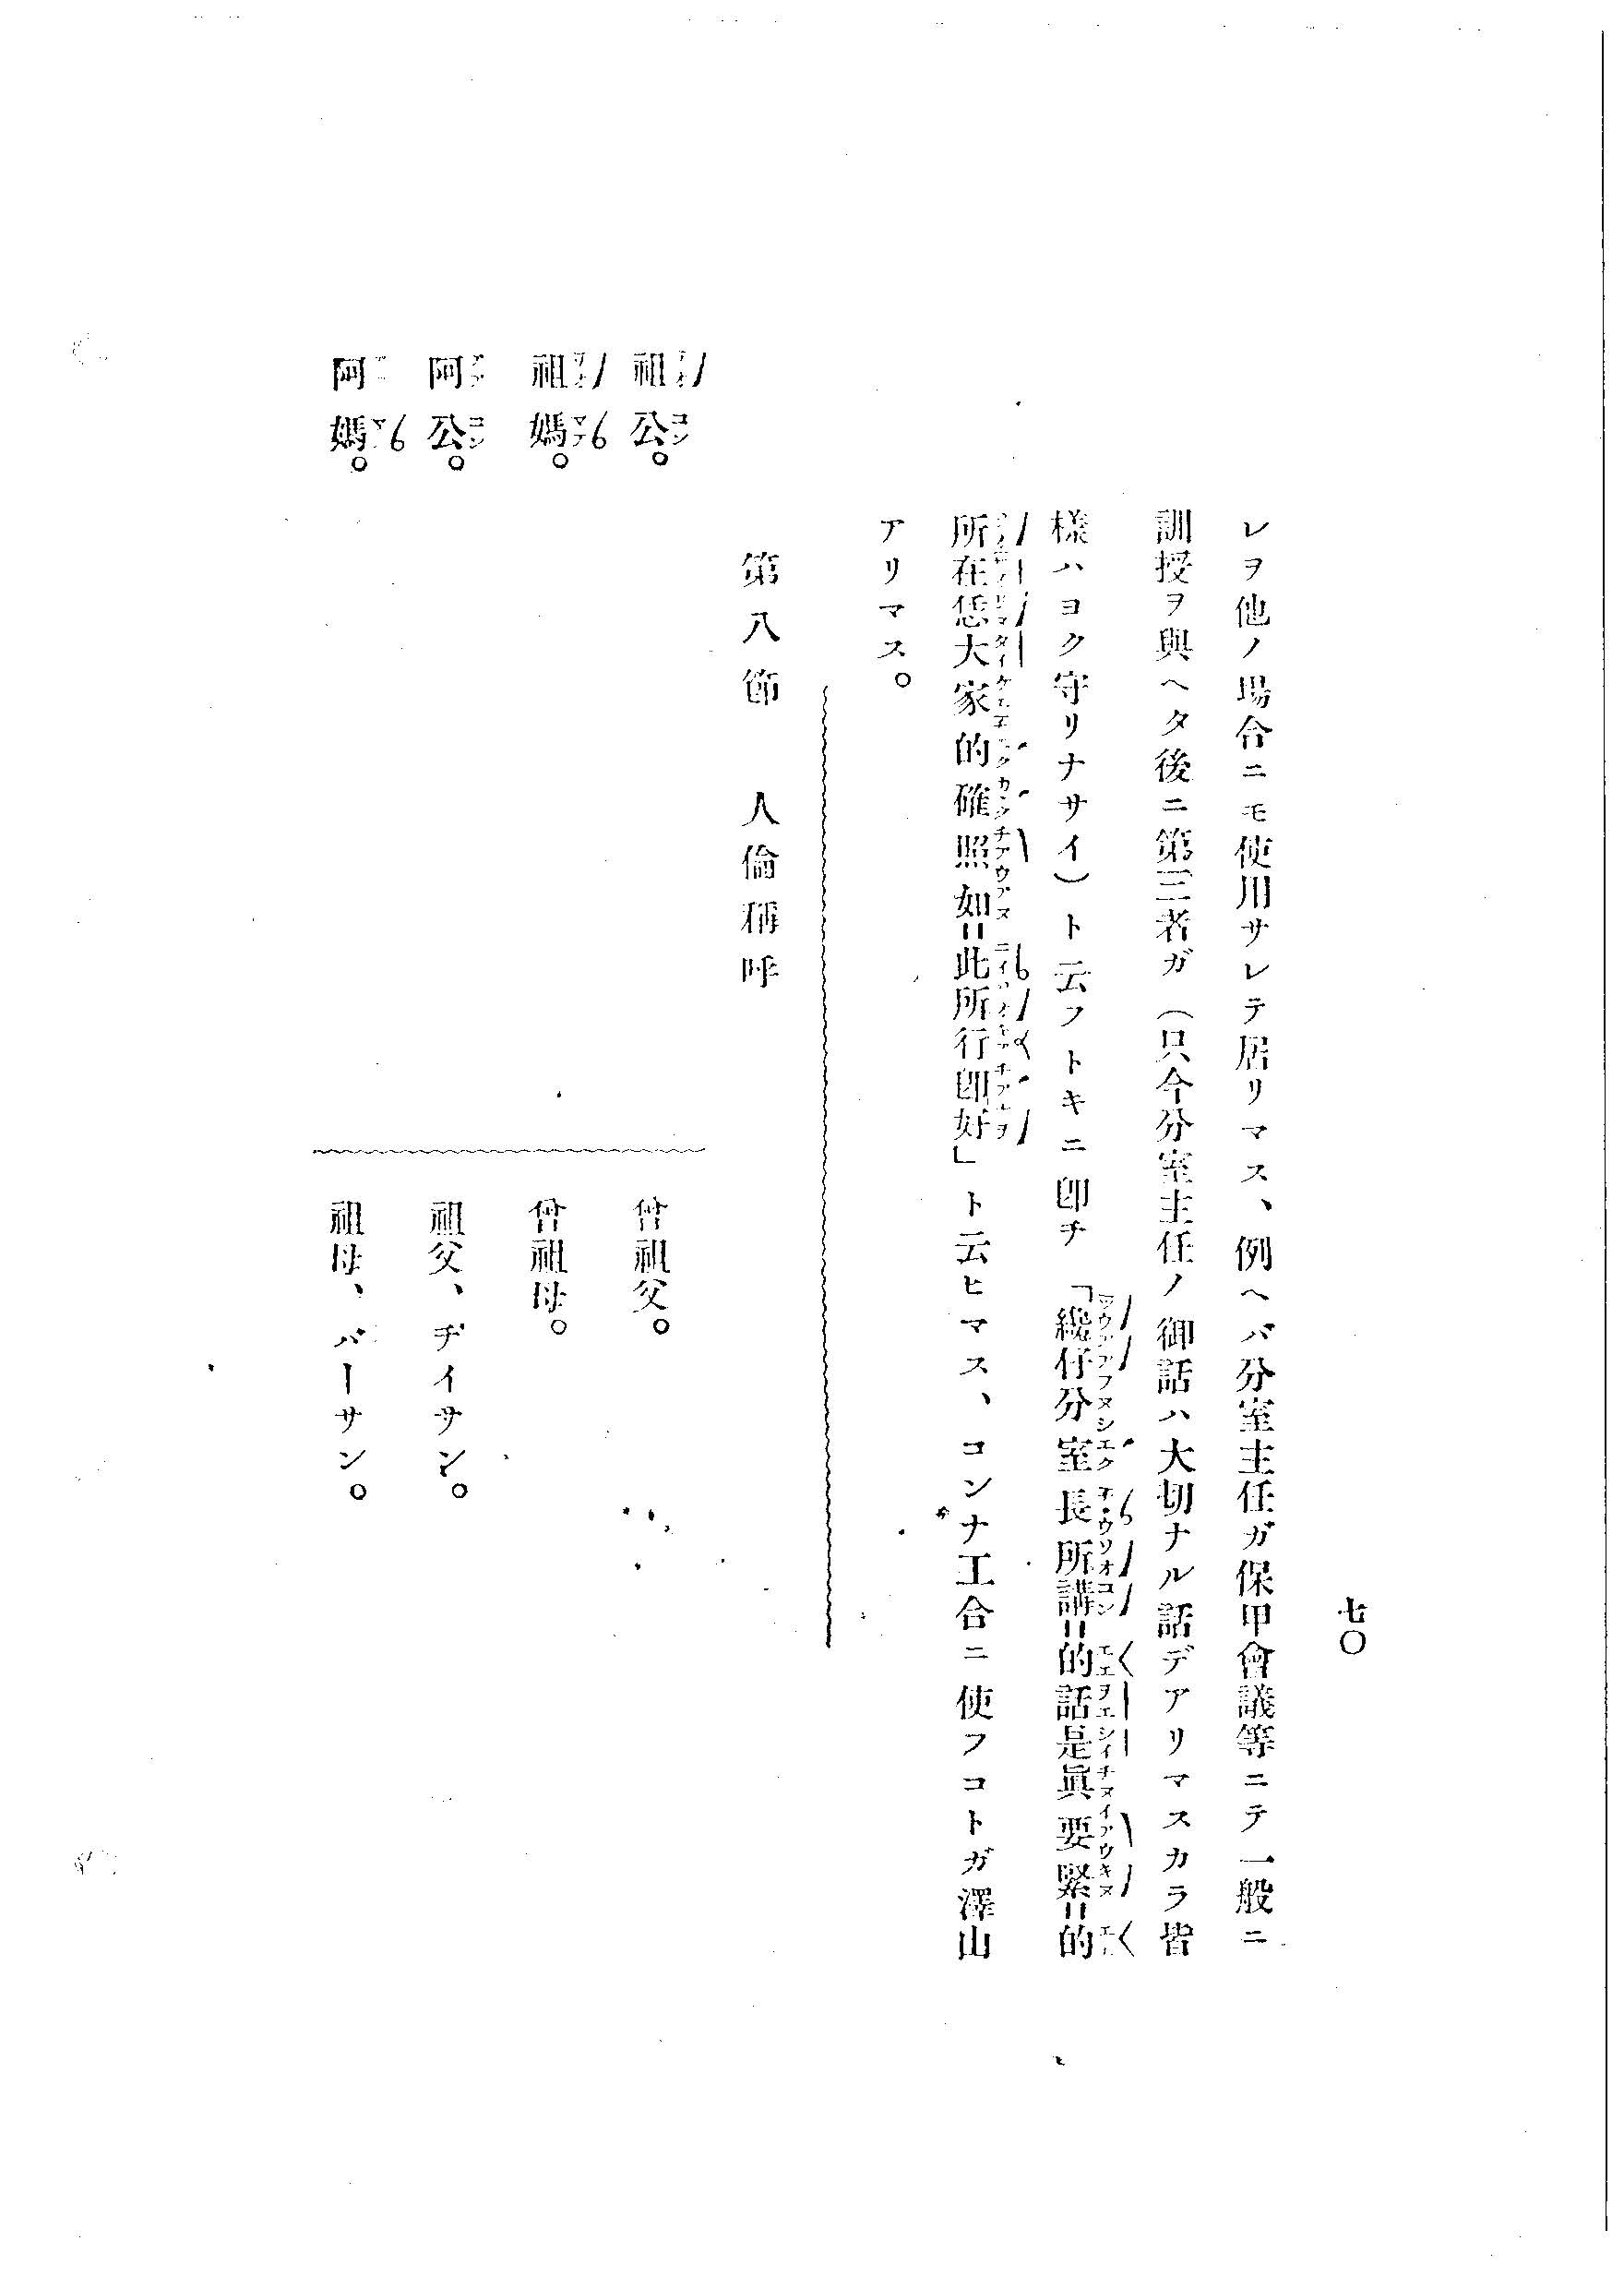 七〇
レヲ他ノ場合ニモ使用サレテ居リマス、例ヘバ分室主任ガ保甲會議等ニテ一般ニ
訓授ヲ與ヘタ後ニ第三者ガ(只今分室主任ノ御話ハ大切ナル話デアリマスカラ皆
樣ハヨク守リナサイ)ト云フトキニ卽チ「纔仔分室長所講〓的話是眞要緊〓的
所在恁大家的確照如〓此所行卽好」ト云ヒマス、コンナ工合ニ使フコトガ澤山
アリマス。
第八節 人倫稱呼
祖公。 曾祖父。
祖媽。 曾祖母。
阿公。 祖父、ヂイサン。
阿媽。 祖母、バーサン。